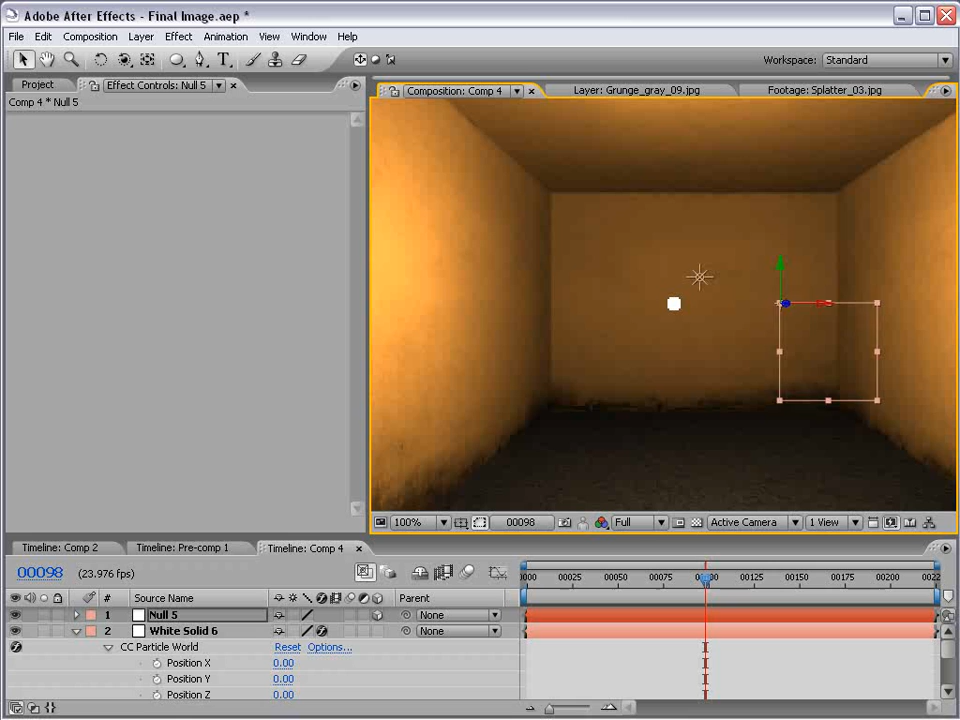 Adobe After Effects - Final Image.aep *
File Edit Composition Layer Effect Animation View Window Help
T
Workspace: Standard
Project Effect Controls: Null 5
Comp 4 * Null 5
Composition: Comp 4 Layer: Grunge_gray_09.jpg Footage: Splatter_03.jpg
100% 00098 Full Active Camera 1 View
Timeline: Comp 2 Timeline: Pre-comp 1 Timeline: Comp 4
00098 (23.976 fps)
00025 00050 00075 00125 00150 00175 00200
# Source Name Parent
1 Null 5 None
2 White Solid 6 None
CC Particle World Reset Options...
Position X 0.00
Position Y 0.00
Position Z 0.00